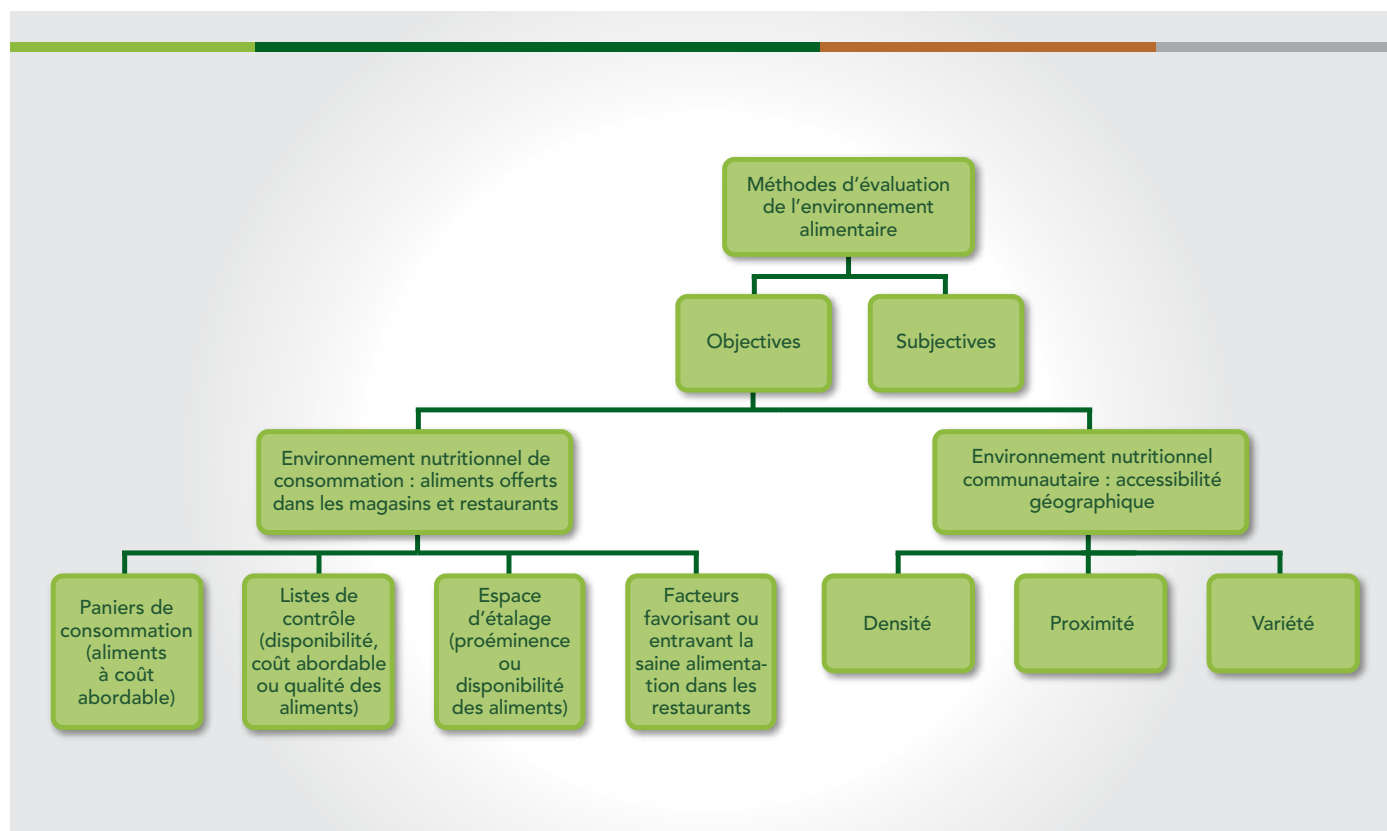 Méthodes d'évaluation
de l'environnement
alimentaire
Objectives
Subjectives
Environnement nutritionnel de
consommation : aliments offerts
dans les magasins et restaurants
Environnement nutritionnel
communautaire : accessibilité
géographique
Paniers de
consommation
(aliments
à coût
abordable)
Listes de
contrôle
(disponibilité,
coût abordable
ou qualité des
aliments)
Espace
d'étalage
(proéminence
ou
disponibilité
des aliments)
Facteurs
favorisant ou
entravant la
saine alimenta-
tion dans les
restaurants
Densité
Proximité
Variété